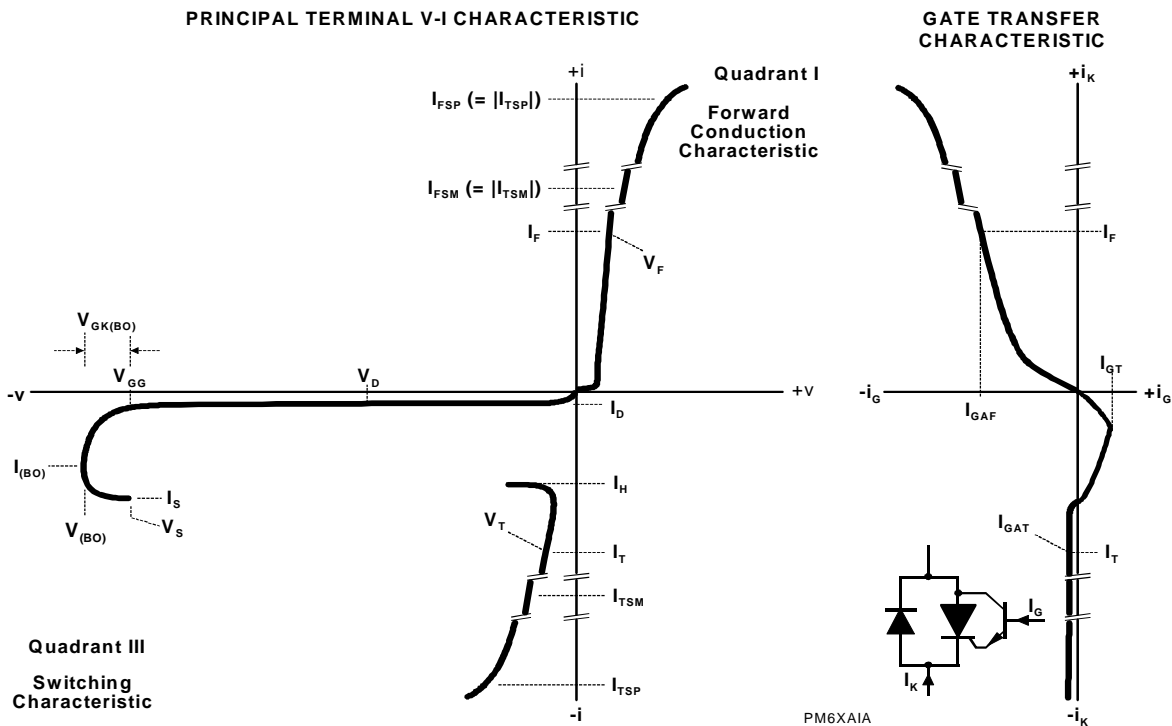 PRINCIPAL TERMINAL V-I CHARACTERISTIC
GATE TRANSFER
CHARACTERISTIC
+i
Quadrant I
+iK
IFSP (= |ITSP|)
Forward
Conduction
Characteristic
IFSM (= |ITSM|)
IF
VF
IF
VGK(BO)
VGG
VD
IGT
-v
+v
-iG
+iG
ID
IGAF
I(BO)
IS
IH
V(BO)
VS
VT
IT
IGAT
IT
ITSM
IG
Quadrant III
Switching
Characteristic
ITSP
IK
-i
PM6XAIA
-iK